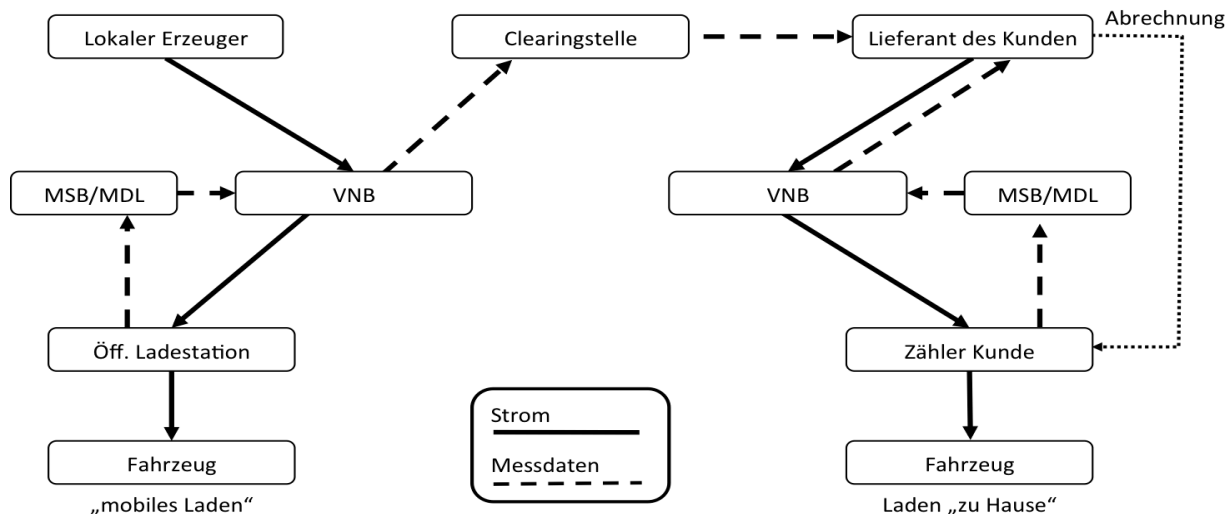 Abrechnung
Lokaler Erzeuger
Clearingstelle
Lieferant des Kunden
MSB/MDL
VNB
VNB
MSB/MDL
Öff. Ladestation
Zähler Kunde
Strom
Messdaten
Fahrzeug
Fahrzeug
„mobiles Laden“
Laden „zu Hause“